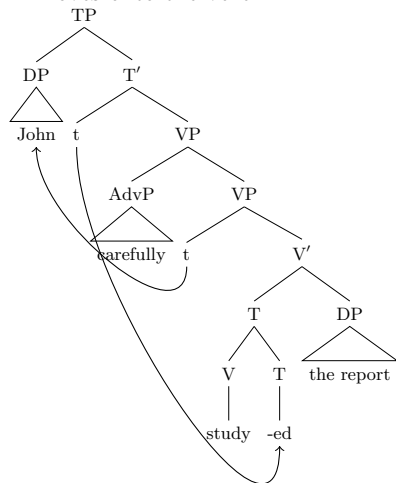 TP
DP T′
John t VP
AdvP VP
carefully t V′
T DP
V T the report
study -ed